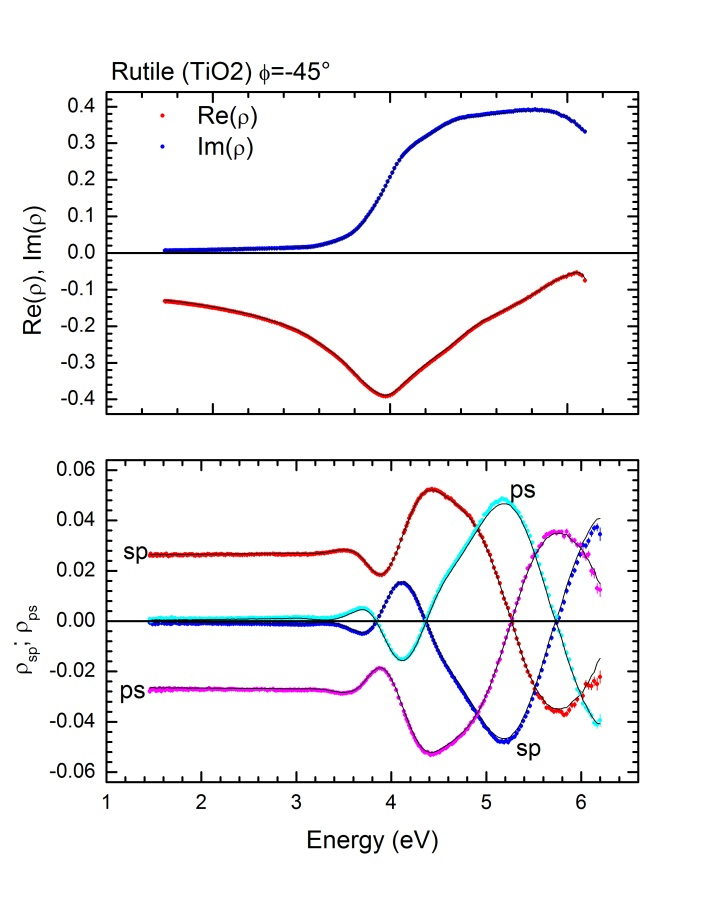 Rutile (TiO2) ϕ=-45°
Re(ρ)
Im(ρ)
Re(ρ), Im(ρ)
0.4
0.3
0.2
0.1
0.0
-0.1
-0.2
-0.3
-0.4
ρsp; ρps
0.06
0.04
0.02
0.00
-0.02
-0.04
-0.06
sp
ps
ps
sp
1 2 3 4 5 6
Energy (eV)